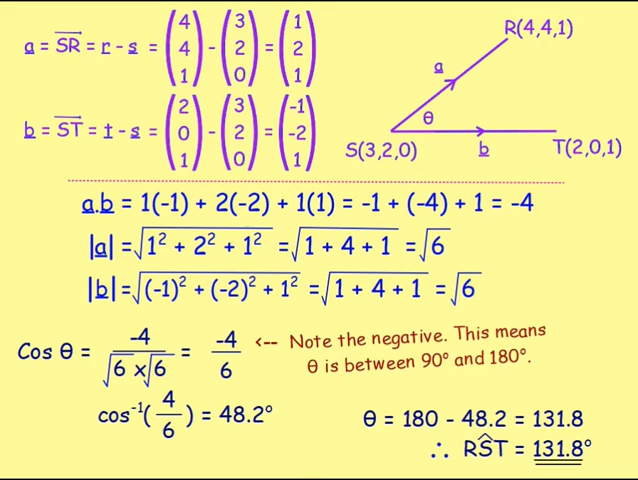 a = SR = r - s = (4 4 1) - (3 2 0) = (1 2 1)
b = ST = t - s = (2 0 1) - (3 2 0) = (-1 -2 1)
R(4,4,1)
a
θ
S(3,2,0)
b
T(2,0,1)
a.b = 1(-1) + 2(-2) + 1(1) = -1 + (-4) + 1 = -4
|a| = √(1² + 2² + 1²) = √(1 + 4 + 1) = √6
|b| = √((-1)² + (-2)² + 1²) = √(1 + 4 + 1) = √6
Cos θ = -4/(√6 x √6) = -4/6
<-- Note the negative. This means
θ is between 90° and 180°.
cos⁻¹(4/6) = 48.2°
θ = 180 - 48.2 = 131.8
∴ RŜT = 131.8°